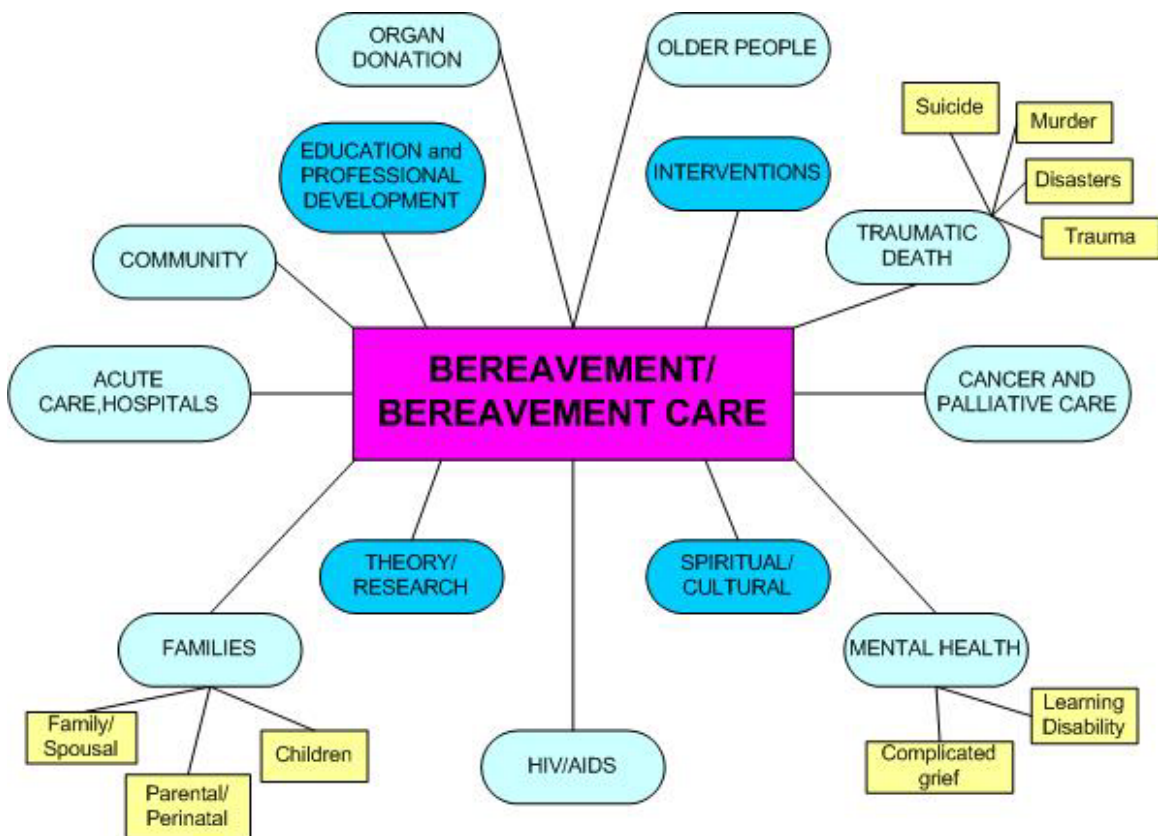 ORGAN
DONATION
OLDER PEOPLE
Suicide
Murder
EDUCATION and
PROFESSIONAL
DEVELOPMENT
INTERVENTIONS
Disasters
Trauma
COMMUNITY
TRAUMATIC
DEATH
BEREAVEMENT/
BEREAVEMENT CARE
ACUTE
CARE,HOSPITALS
CANCER AND
PALLIATIVE CARE
THEORY/
RESEARCH
SPIRITUAL/
CULTURAL
FAMILIES
MENTAL HEALTH
Family/
Spousal
Children
Parental/
Perinatal
HIV/AIDS
Learning
Disability
Complicated
grief